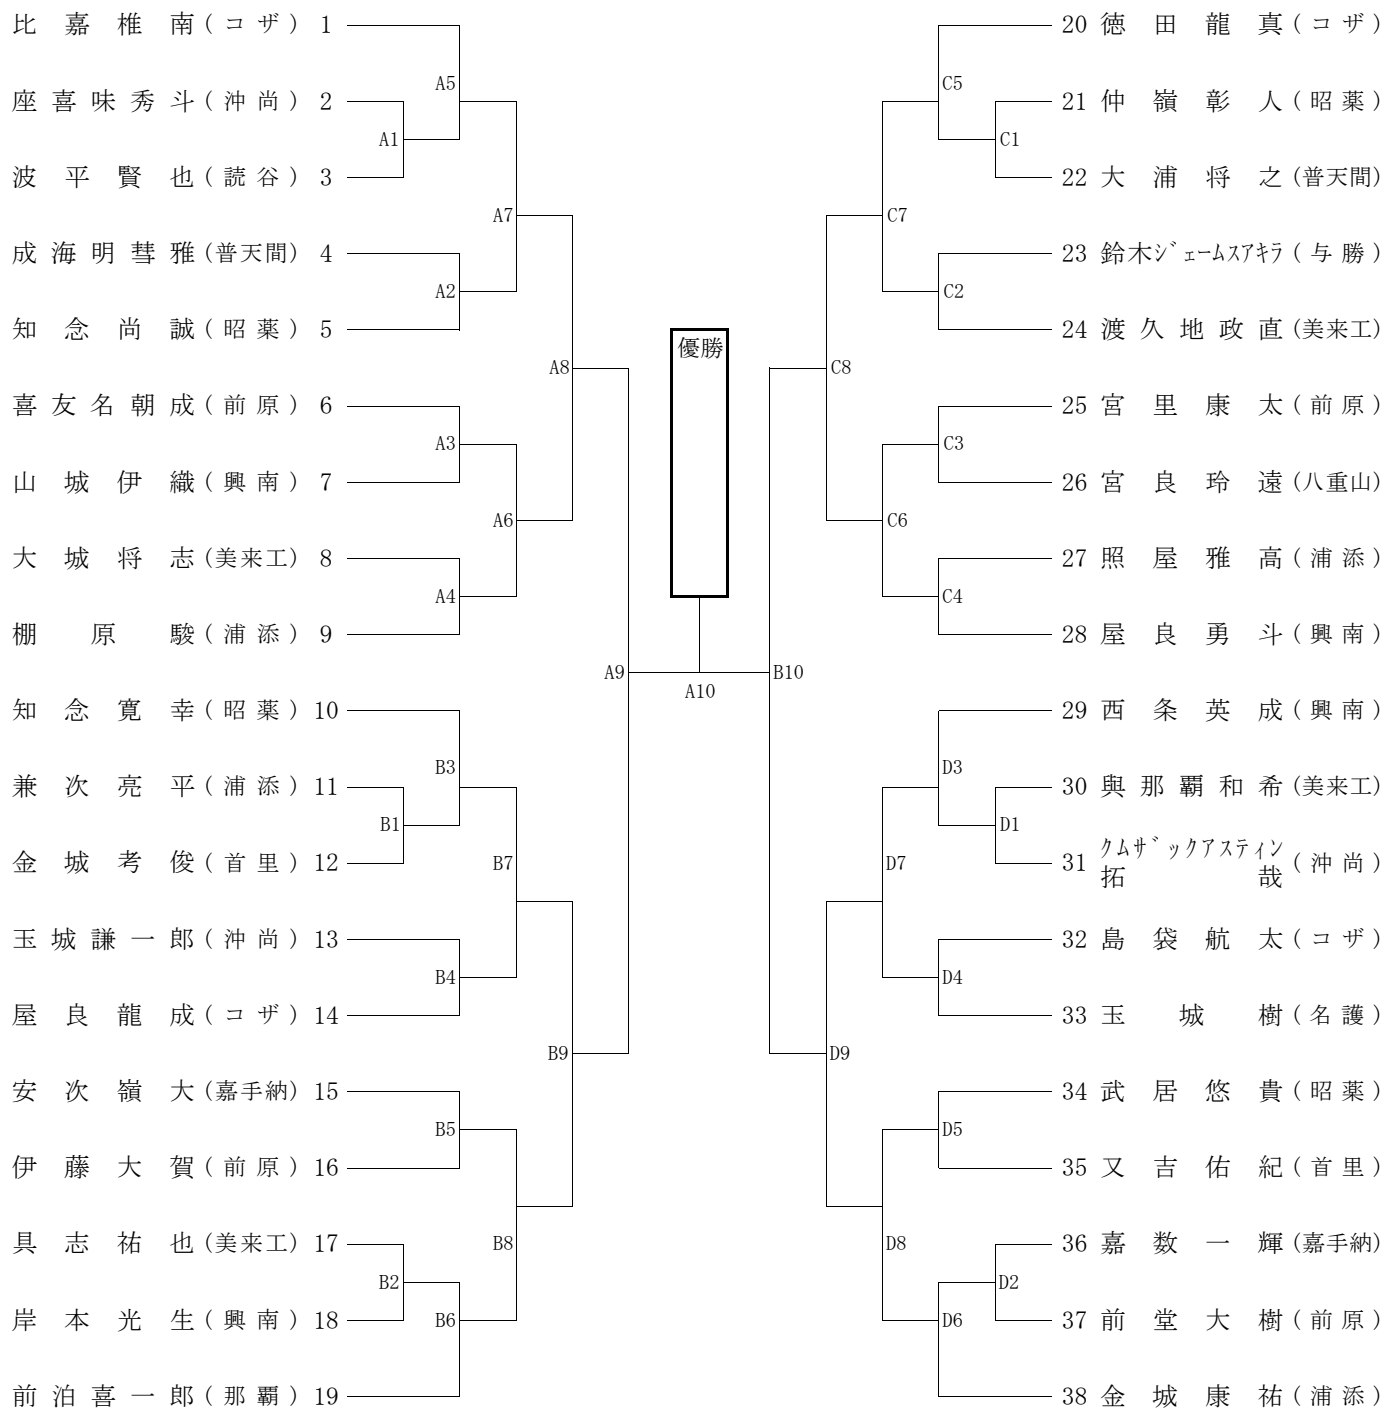 比嘉椎南(コザ) 1
A5
座喜味秀斗(沖尚) 2
A1
波平賢也(読谷) 3
A7
成海明彗雅(普天間) 4
A2
知念尚誠(昭薬) 5
A8
喜友名朝成(前原) 6
A3
山城伊織(興南) 7
A6
大城将志(美来工) 8
A4
棚原駿(浦添) 9
A9
知念寛幸(昭薬) 10
B3
兼次亮平(浦添) 11
B1
金城考俊(首里) 12
B7
玉城謙一郎(沖尚) 13
B4
屋良龍成(コザ) 14
B9
安次嶺大(嘉手納) 15
B5
伊藤大賀(前原) 16
B8
具志祐也(美来工) 17
B2
岸本光生(興南) 18
B6
前泊喜一郎(那覇) 19
優勝
A10
20 徳田龍真(コザ)
C5
21 仲嶺彰人(昭薬)
C1
22 大浦将之(普天間)
C7
23 鈴木ジェームスアキラ(与勝)
C2
24 渡久地政直(美来工)
C8
25 宮里康太(前原)
C3
26 宮良玲遠(八重山)
C6
27 照屋雅高(浦添)
C4
28 屋良勇斗(興南)
B10
29 西条英成(興南)
D3
30 與那覇和希(美来工)
D1
31 クムザックアスティン
拓哉(沖尚)
D7
32 島袋航太(コザ)
D4
33 玉城樹(名護)
D9
34 武居悠貴(昭薬)
D5
35 又吉佑紀(首里)
D8
36 嘉数一輝(嘉手納)
D2
37 前堂大樹(前原)
D6
38 金城康祐(浦添)